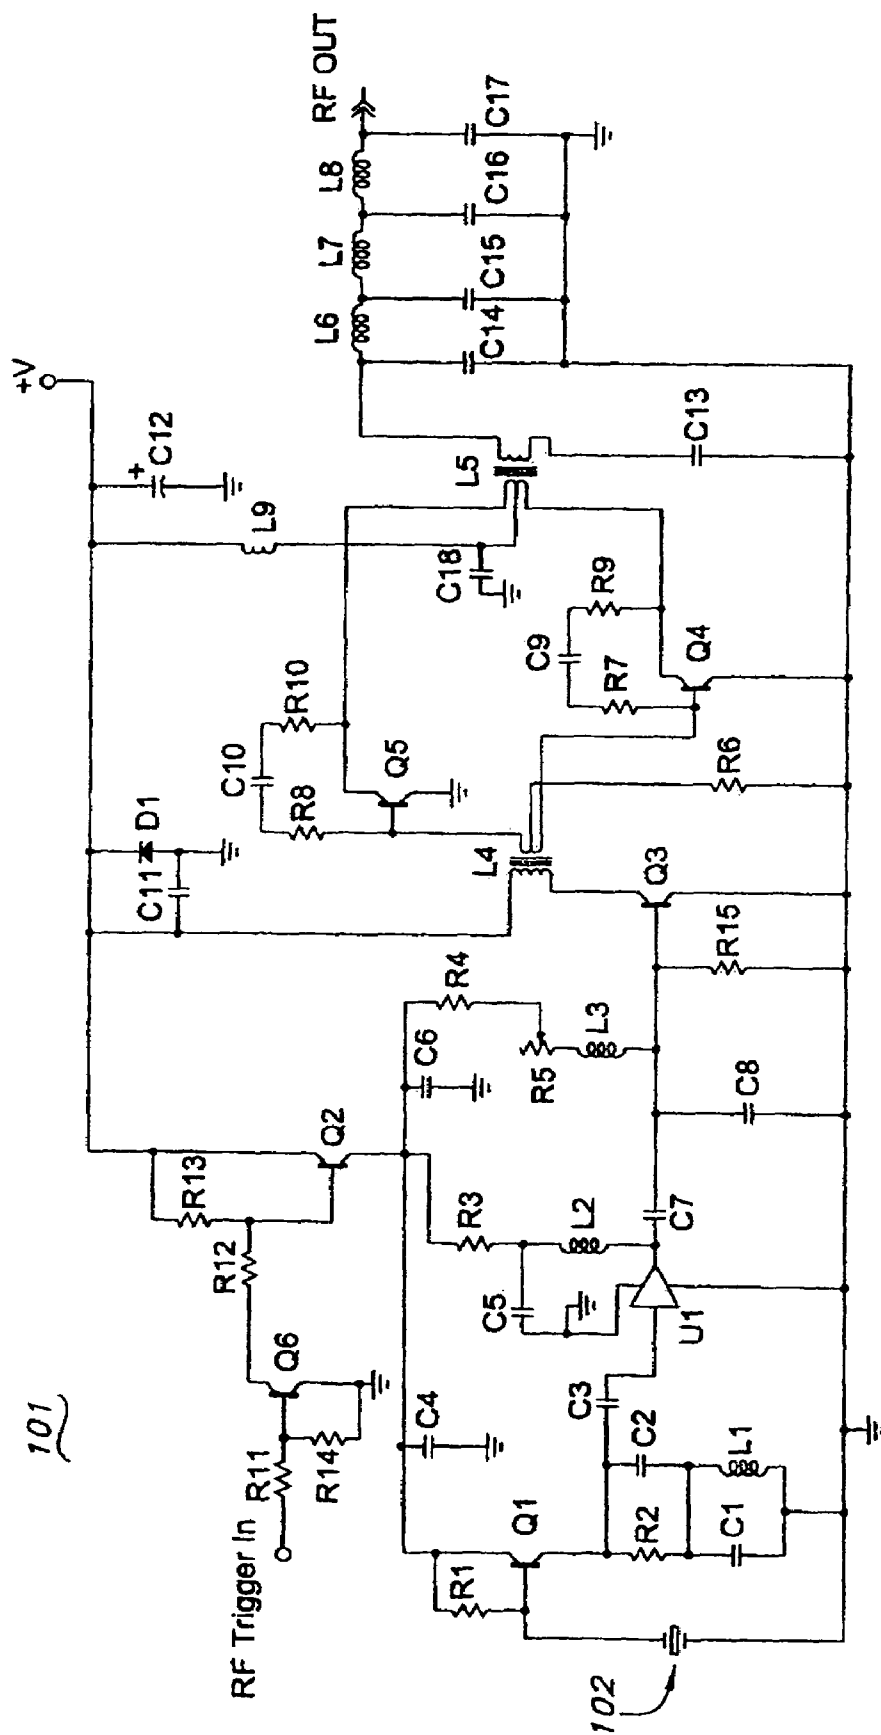 101
RF Trigger In
R11
R14
Q6
R12
R13
Q2
+V
+
C12
D1
C11
L9
C18
L5
C13
RF OUT
L8
L7
L6
C17
C16
C15
C14
C10
R10
R8
Q5
C9
R9
R7
Q4
L4
R6
Q3
R15
R4
C6
R5
L3
C8
R3
L2
C5
C7
U1
C4
C3
C2
L1
Q1
R2
C1
R1
102